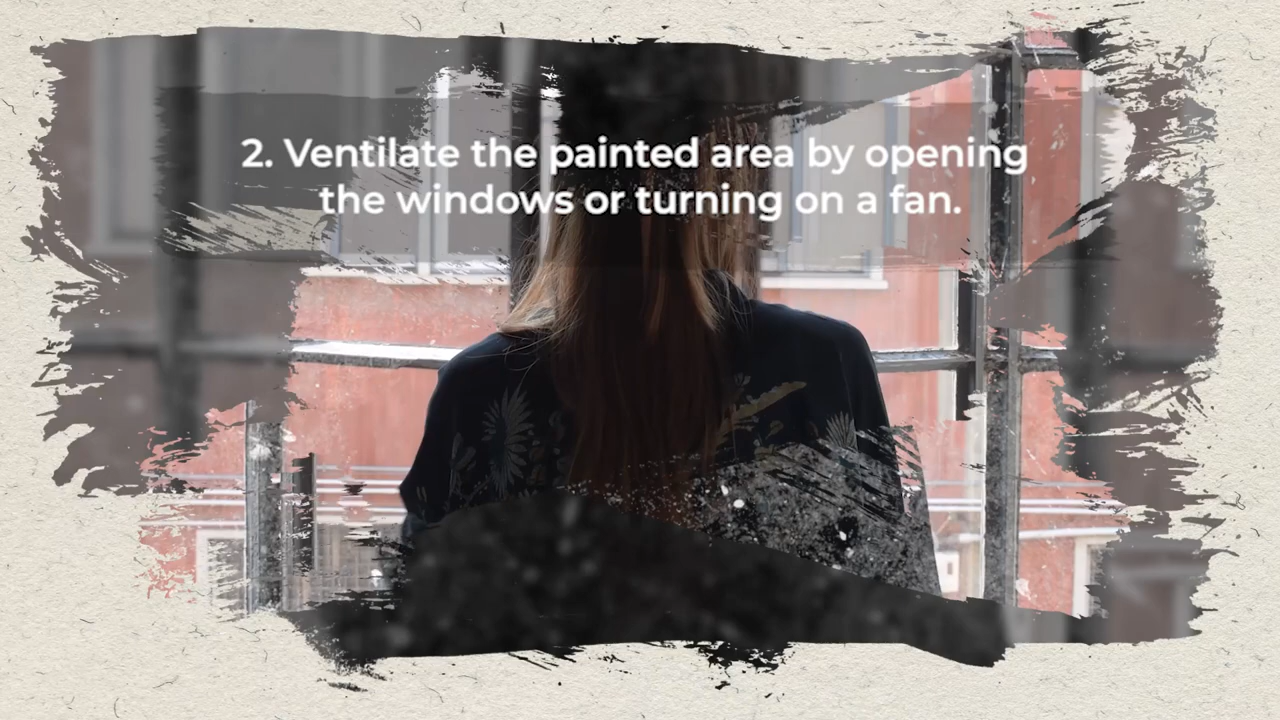 2. Ventilate the painted area by opening
the windows or turning on a fan.